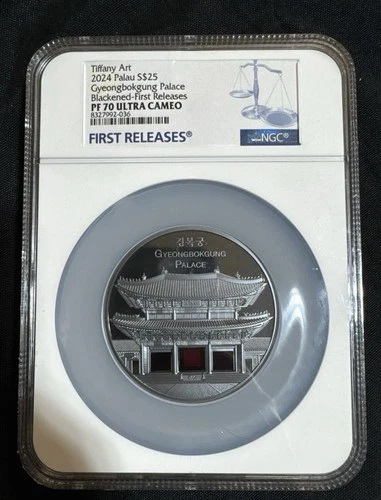 Tiffany Art
2024 Palau S$25
Gyeongbokgung Palace
Blackened-First Releases
PF 70 ULTRA CAMEO
8327992-036
FIRST RELEASES®
NGC®
경복궁
GYEONGBOKGUNG
PALACE